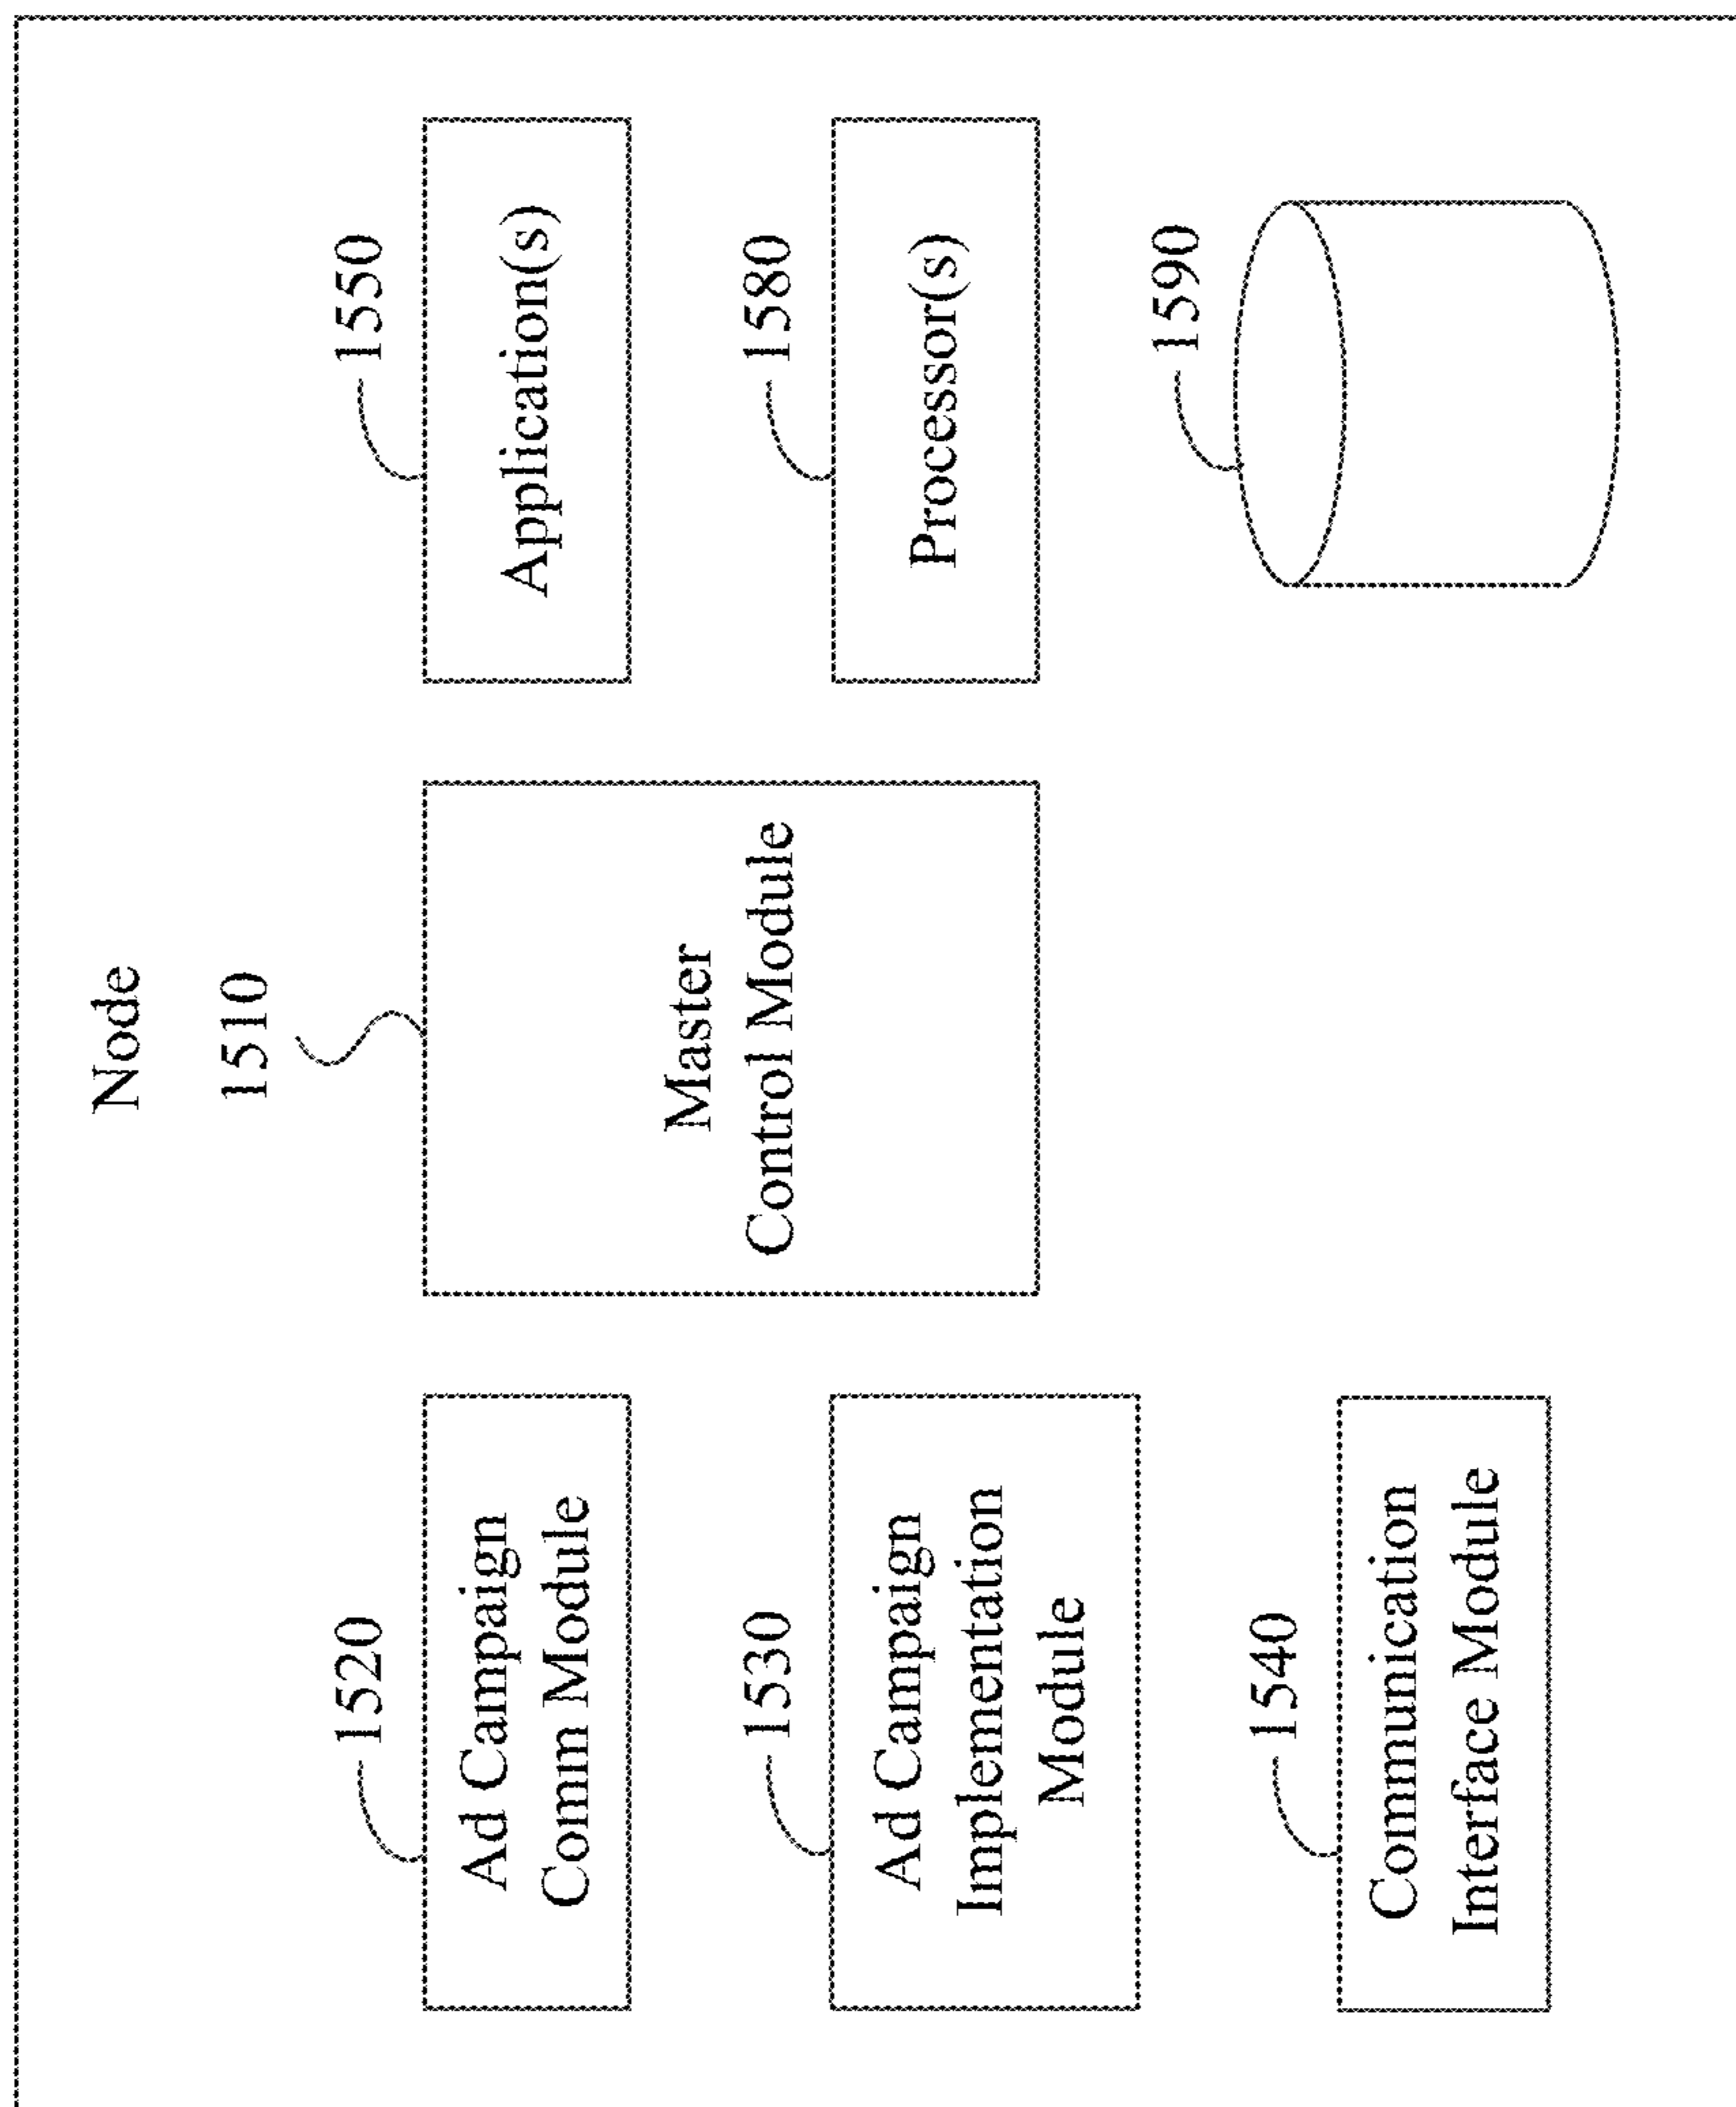 Node
1510
1520
Ad Campaign
Comm Module
1530
Ad Campaign
Implementation
Module
1540
Communication
Interface Module
Master
Control Module
1550
Application(s)
1580
Processor(s)
1590